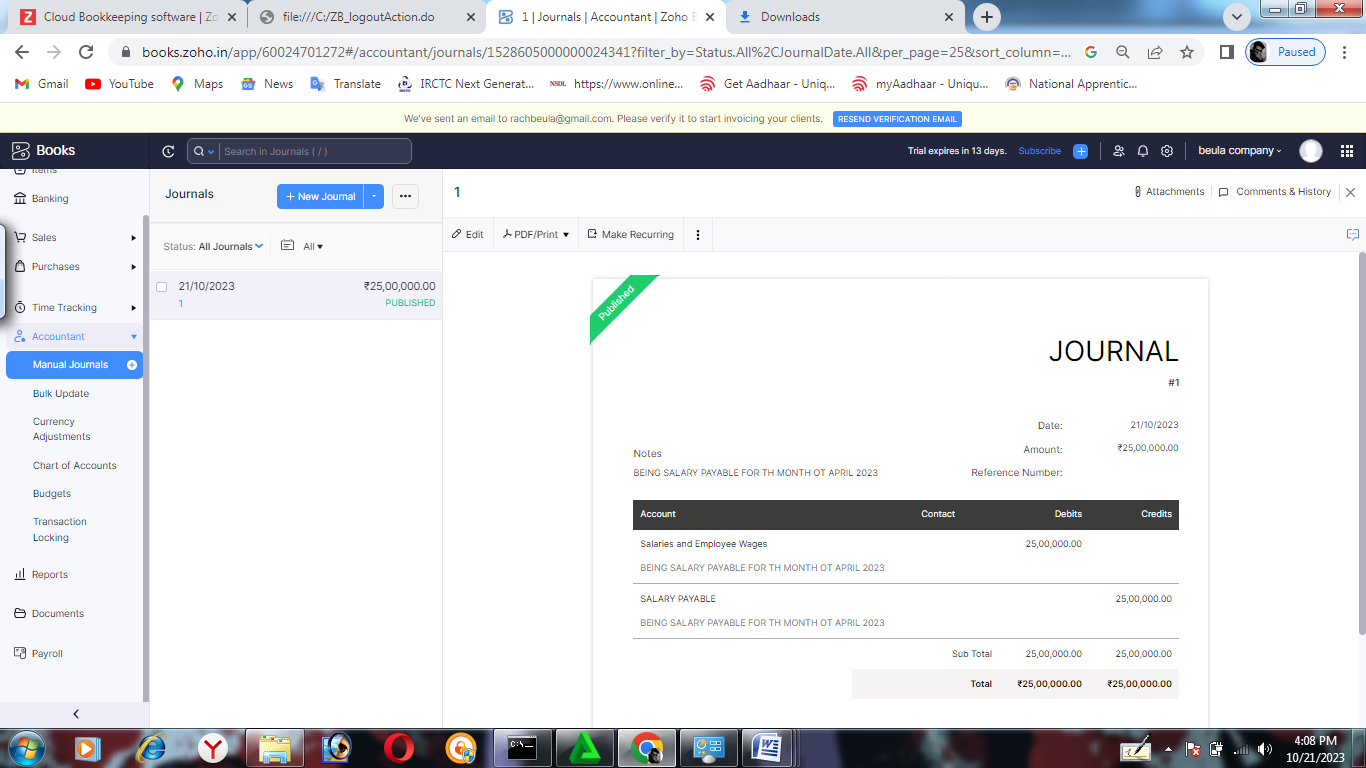 Cloud Bookkeeping software | Zo
file:///C:/ZB_logoutAction.do
1 | Journals | Accountant | Zoho B
Downloads
books.zoho.in/app/60024701272#/accountant/journals/1528605000000024341?filter_by=Status.All%2CJournalDate.All&per_page=25&sort_column=...
Paused
Gmail
YouTube
Maps
News
Translate
IRCTC Next Generat...
NSDL
https://www.online...
Get Aadhaar - Uniq...
myAadhaar - Uniqu...
National Apprentic...
We've sent an email to rachbeula@gmail.com. Please verify it to start invoicing your clients.
RESEND VERIFICATION EMAIL
Books
Search in Journals ( / )
Trial expires in 13 days.
Subscribe
beula company
Items
Banking
Sales
Purchases
Time Tracking
Accountant
Manual Journals
Bulk Update
Currency
Adjustments
Chart of Accounts
Budgets
Transaction
Locking
Reports
Documents
Payroll
Journals
+ New Journal
Status: All Journals
All
21/10/2023
₹25,00,000.00
1
PUBLISHED
1
Attachments
Comments & History
Edit
PDF/Print
Make Recurring
Published
JOURNAL
#1
Date: 21/10/2023
Amount: ₹25,00,000.00
Reference Number:
Notes
BEING SALARY PAYABLE FOR TH MONTH OT APRIL 2023
Account Contact Debits Credits
Salaries and Employee Wages 25,00,000.00
BEING SALARY PAYABLE FOR TH MONTH OT APRIL 2023
SALARY PAYABLE 25,00,000.00
BEING SALARY PAYABLE FOR TH MONTH OT APRIL 2023
Sub Total 25,00,000.00 25,00,000.00
Total ₹25,00,000.00 ₹25,00,000.00
4:08 PM
10/21/2023